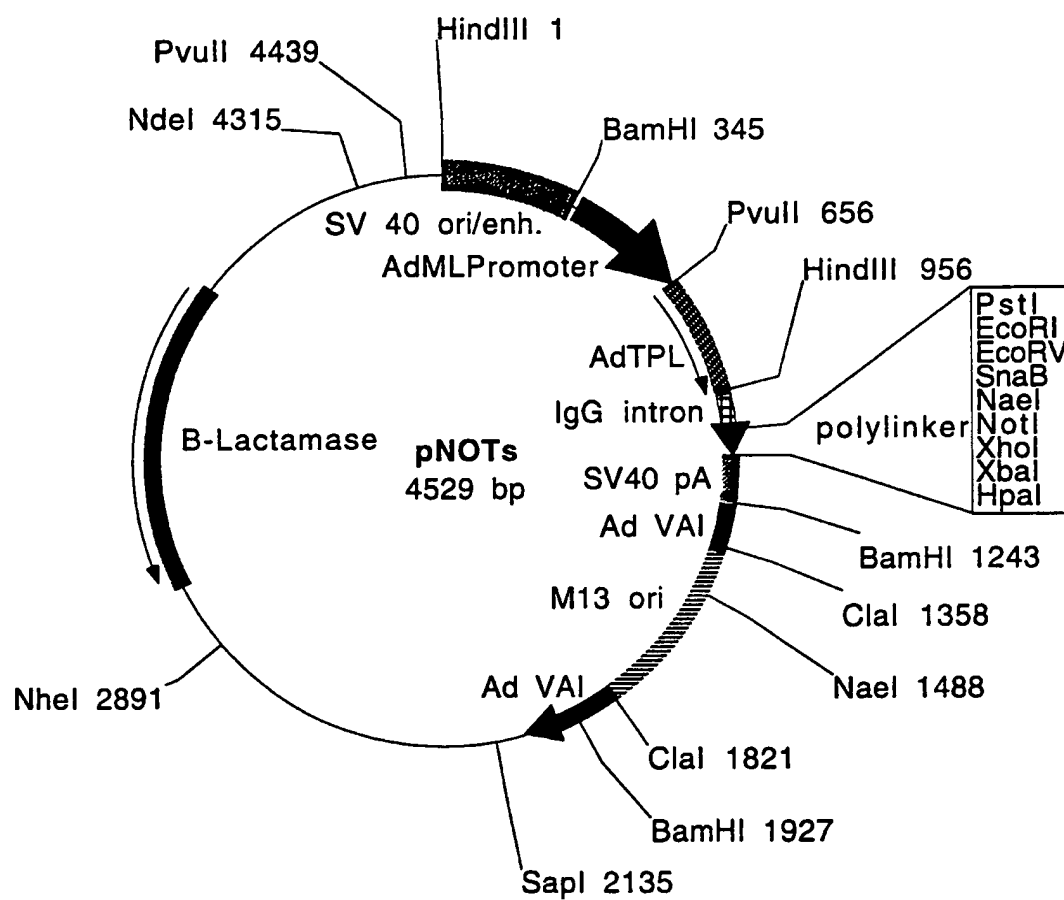 HindIII 1
PvuII 4439
NdeI 4315
BamHI 345
SV 40 ori/enh.
PvuII 656
AdMLPromoter
HindIII 956
PstI
EcoRI
EcoRV
SnaB
NaeI
NotI
XhoI
XbaI
HpaI
AdTPL
IgG intron
polylinker
B-Lactamase
pNOTs
4529 bp
SV40 pA
Ad VAI
BamHI 1243
M13 ori
ClaI 1358
Ad VAI
NaeI 1488
NheI 2891
ClaI 1821
BamHI 1927
SapI 2135